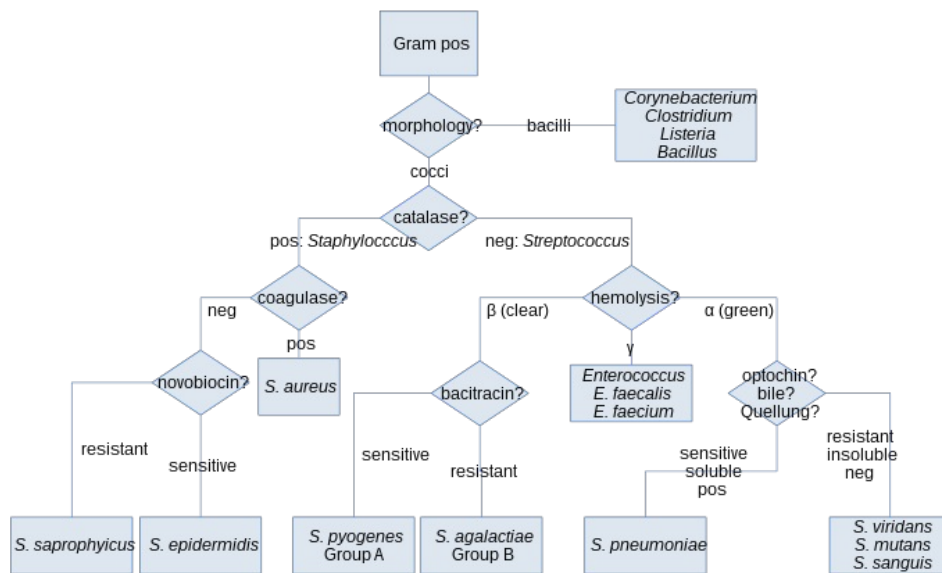 Gram pos
morphology?
bacilli
Corynebacterium
Clostridium
Listeria
Bacillus
cocci
catalase?
pos: Staphylocccus
neg: Streptococcus
coagulase?
hemolysis?
neg
β (clear)
α (green)
pos
γ
novobiocin?
S. aureus
bacitracin?
Enterococcus
E. faecalis
E. faecium
optochin?
bile?
Quellung?
resistant
sensitive
sensitive
resistant
sensitive
soluble
pos
resistant
insoluble
neg
S. saprophyicus
S. epidermidis
S. pyogenes
Group A
S. agalactiae
Group B
S. pneumoniae
S. viridans
S. mutans
S. sanguis